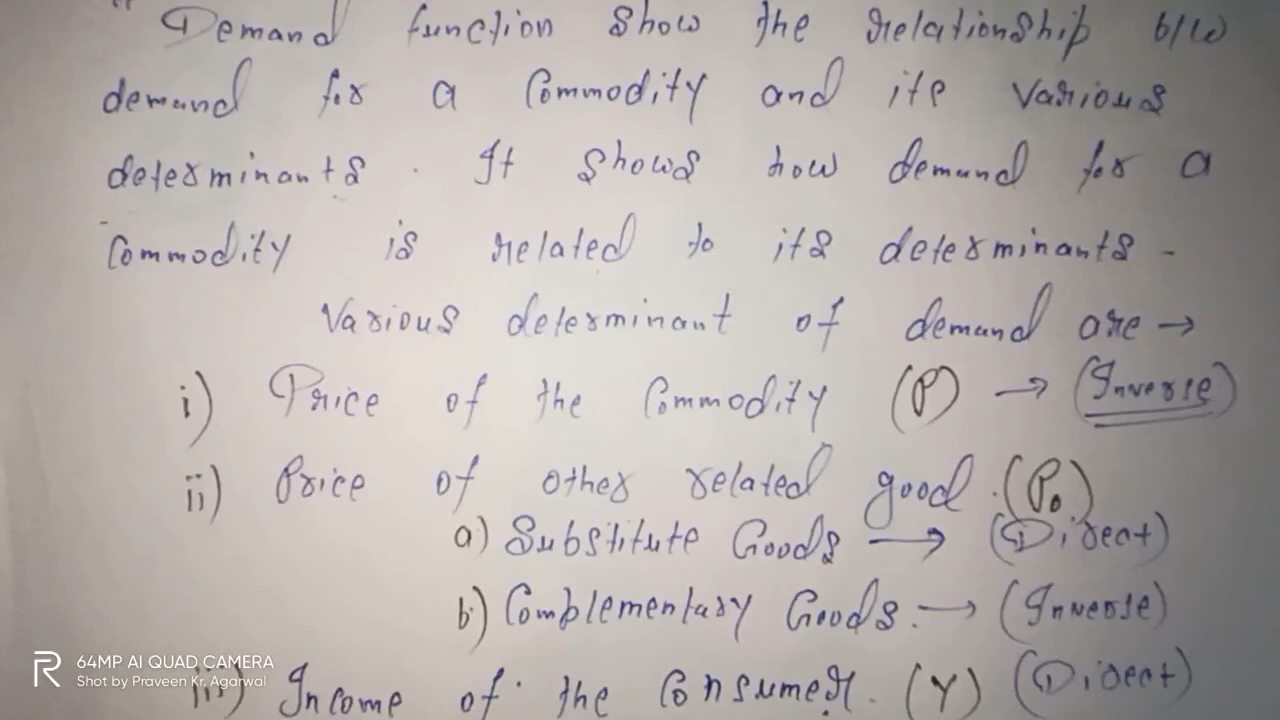 Demand function show the relationship b/w
demand for a Commodity and its various
determinants. It shows how demand for a
Commodity is related to its determinants -
Various determinant of demand are →
i) Price of the Commodity (P) → (Inverse)
ii) Price of other related good. (Po)
a) Substitute Goods → (Direct)
b) Complementary Goods. → (Inverse)
iii) Income of the Consumer. (Y) (Direct)
R 64MP AI QUAD CAMERA
Shot by Praveen Kr. Agarwal